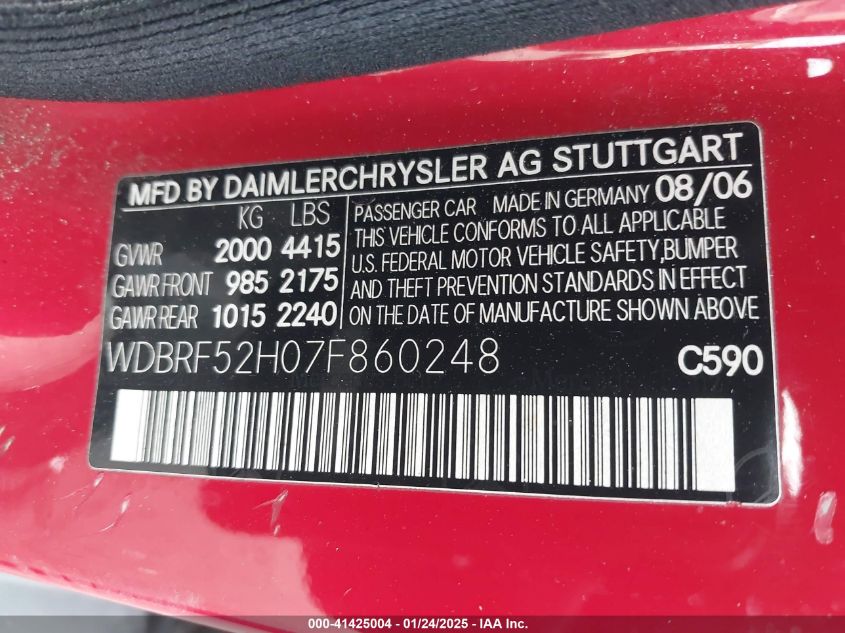 MFD BY DAIMLERCHRYSLER AG STUTTGART
KG LBS
GVWR 2000 4415
GAWR FRONT 985 2175
GAWR REAR 1015 2240
PASSENGER CAR MADE IN GERMANY 08/06
THIS VEHICLE CONFORMS TO ALL APPLICABLE
U.S. FEDERAL MOTOR VEHICLE SAFETY,BUMPER
AND THEFT PREVENTION STANDARDS IN EFFECT
ON THE DATE OF MANUFACTURE SHOWN ABOVE
WDBRF52H07F860248 C590
000-41425004 - 01/24/2025 - IAA Inc.